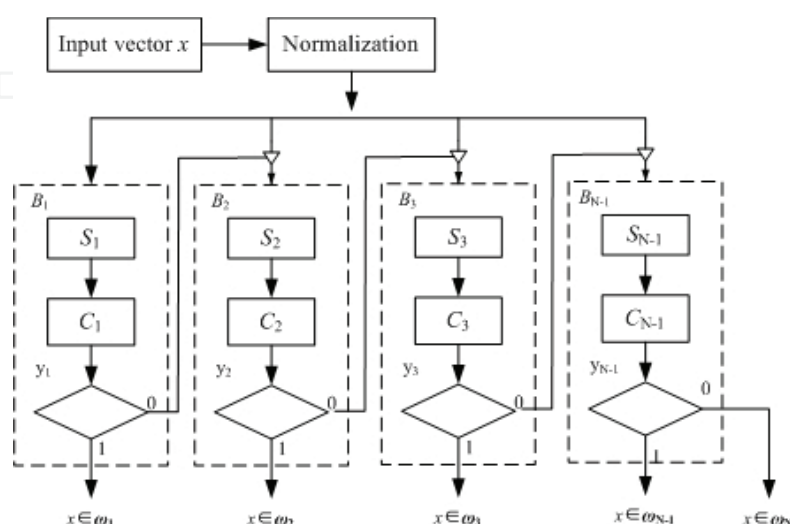 Input vector x
Normalization
B1
B2
B3
BN-1
S1
S2
S3
SN-1
C1
C2
C3
CN-1
y1
y2
y3
yN-1
0
0
0
0
1
1
1
1
x∈ω1
x∈ω2
x∈ω3
x∈ωN-1
x∈ωN